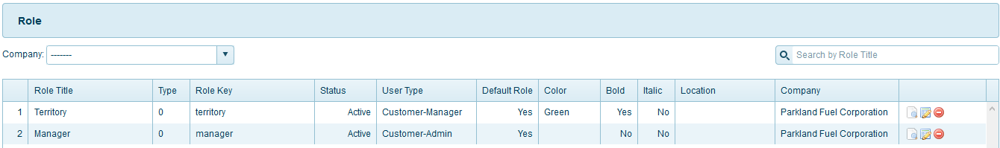 Role
Company: ------- Search by Role Title
Role Title Type Role Key Status User Type Default Role Color Bold Italic Location Company
1 Territory 0 territory Active Customer-Manager Yes Green Yes No Parkland Fuel Corporation
2 Manager 0 manager Active Customer-Admin Yes No No Parkland Fuel Corporation